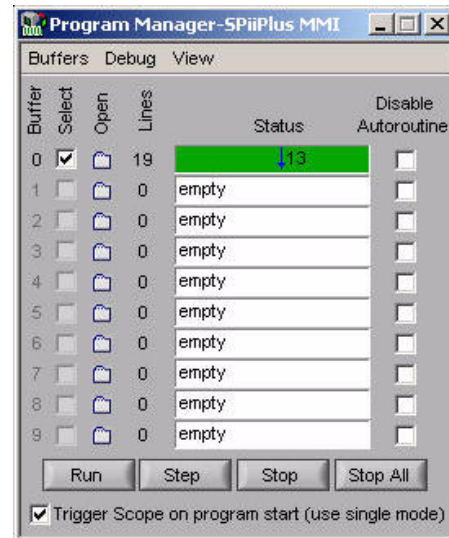 Program Manager-SPiiPlus MMI
Buffers Debug View
Buffer Select Open Lines Status Disable Autoroutine
0 19 ↓13
1 0 empty
2 0 empty
3 0 empty
4 0 empty
5 0 empty
6 0 empty
7 0 empty
8 0 empty
9 0 empty
Run Step Stop Stop All
Trigger Scope on program start (use single mode)